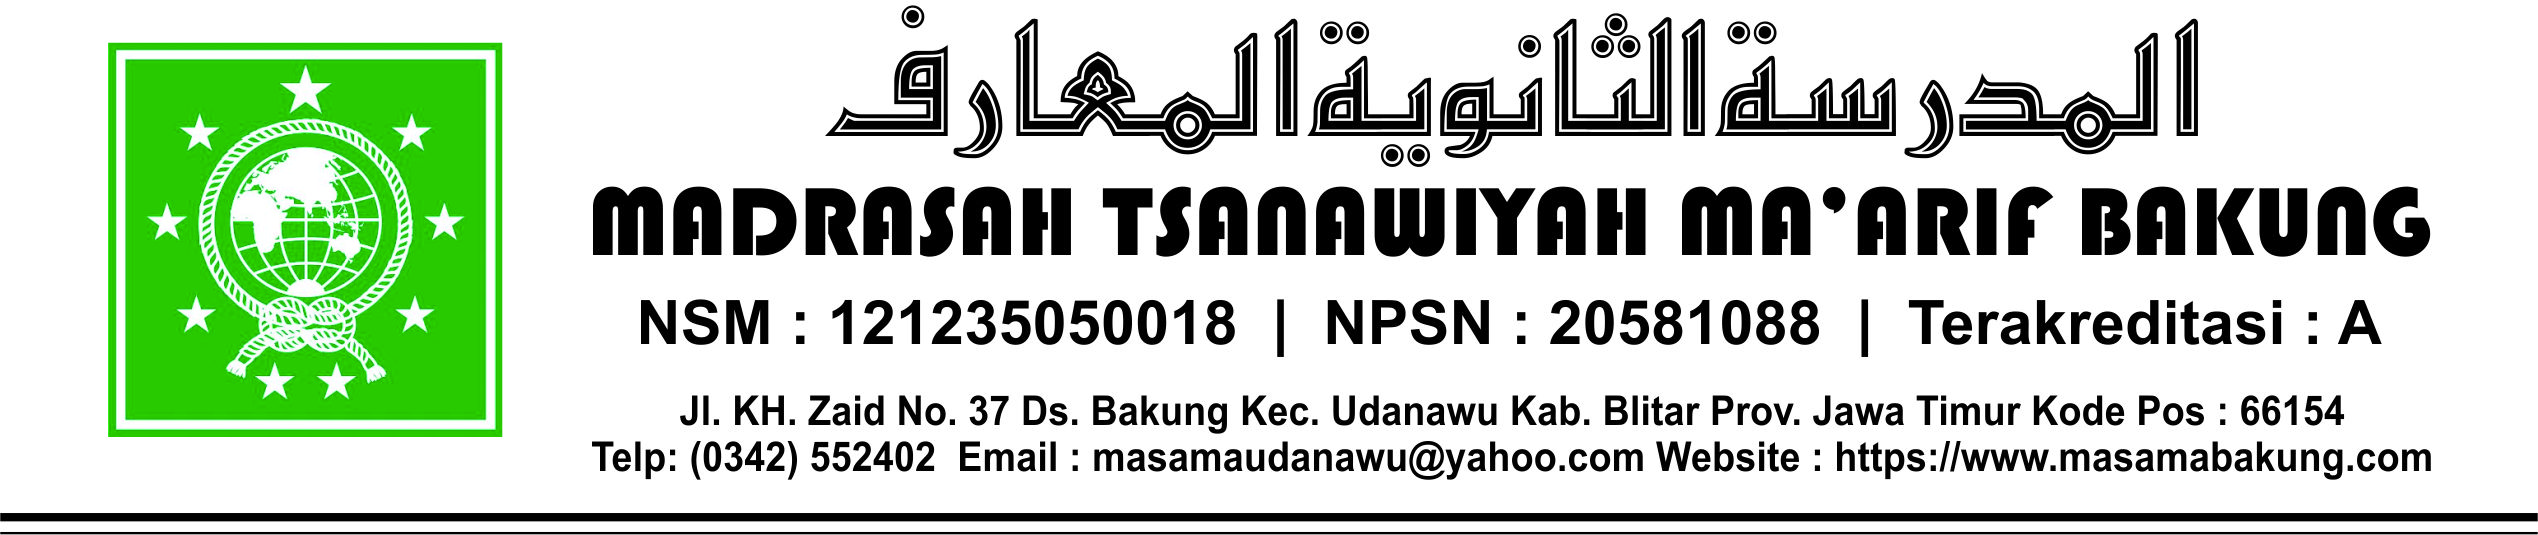 المدرسة الثانوية المعارف
MADRASAH TSANAWIYAH MA'ARIF BAKUNG
NSM : 121235050018 | NPSN : 20581088 | Terakreditasi : A
Jl. KH. Zaid No. 37 Ds. Bakung Kec. Udanawu Kab. Blitar Prov. Jawa Timur Kode Pos : 66154
Telp: (0342) 552402 Email : masamaudanawu@yahoo.com Website : https://www.masamabakung.com